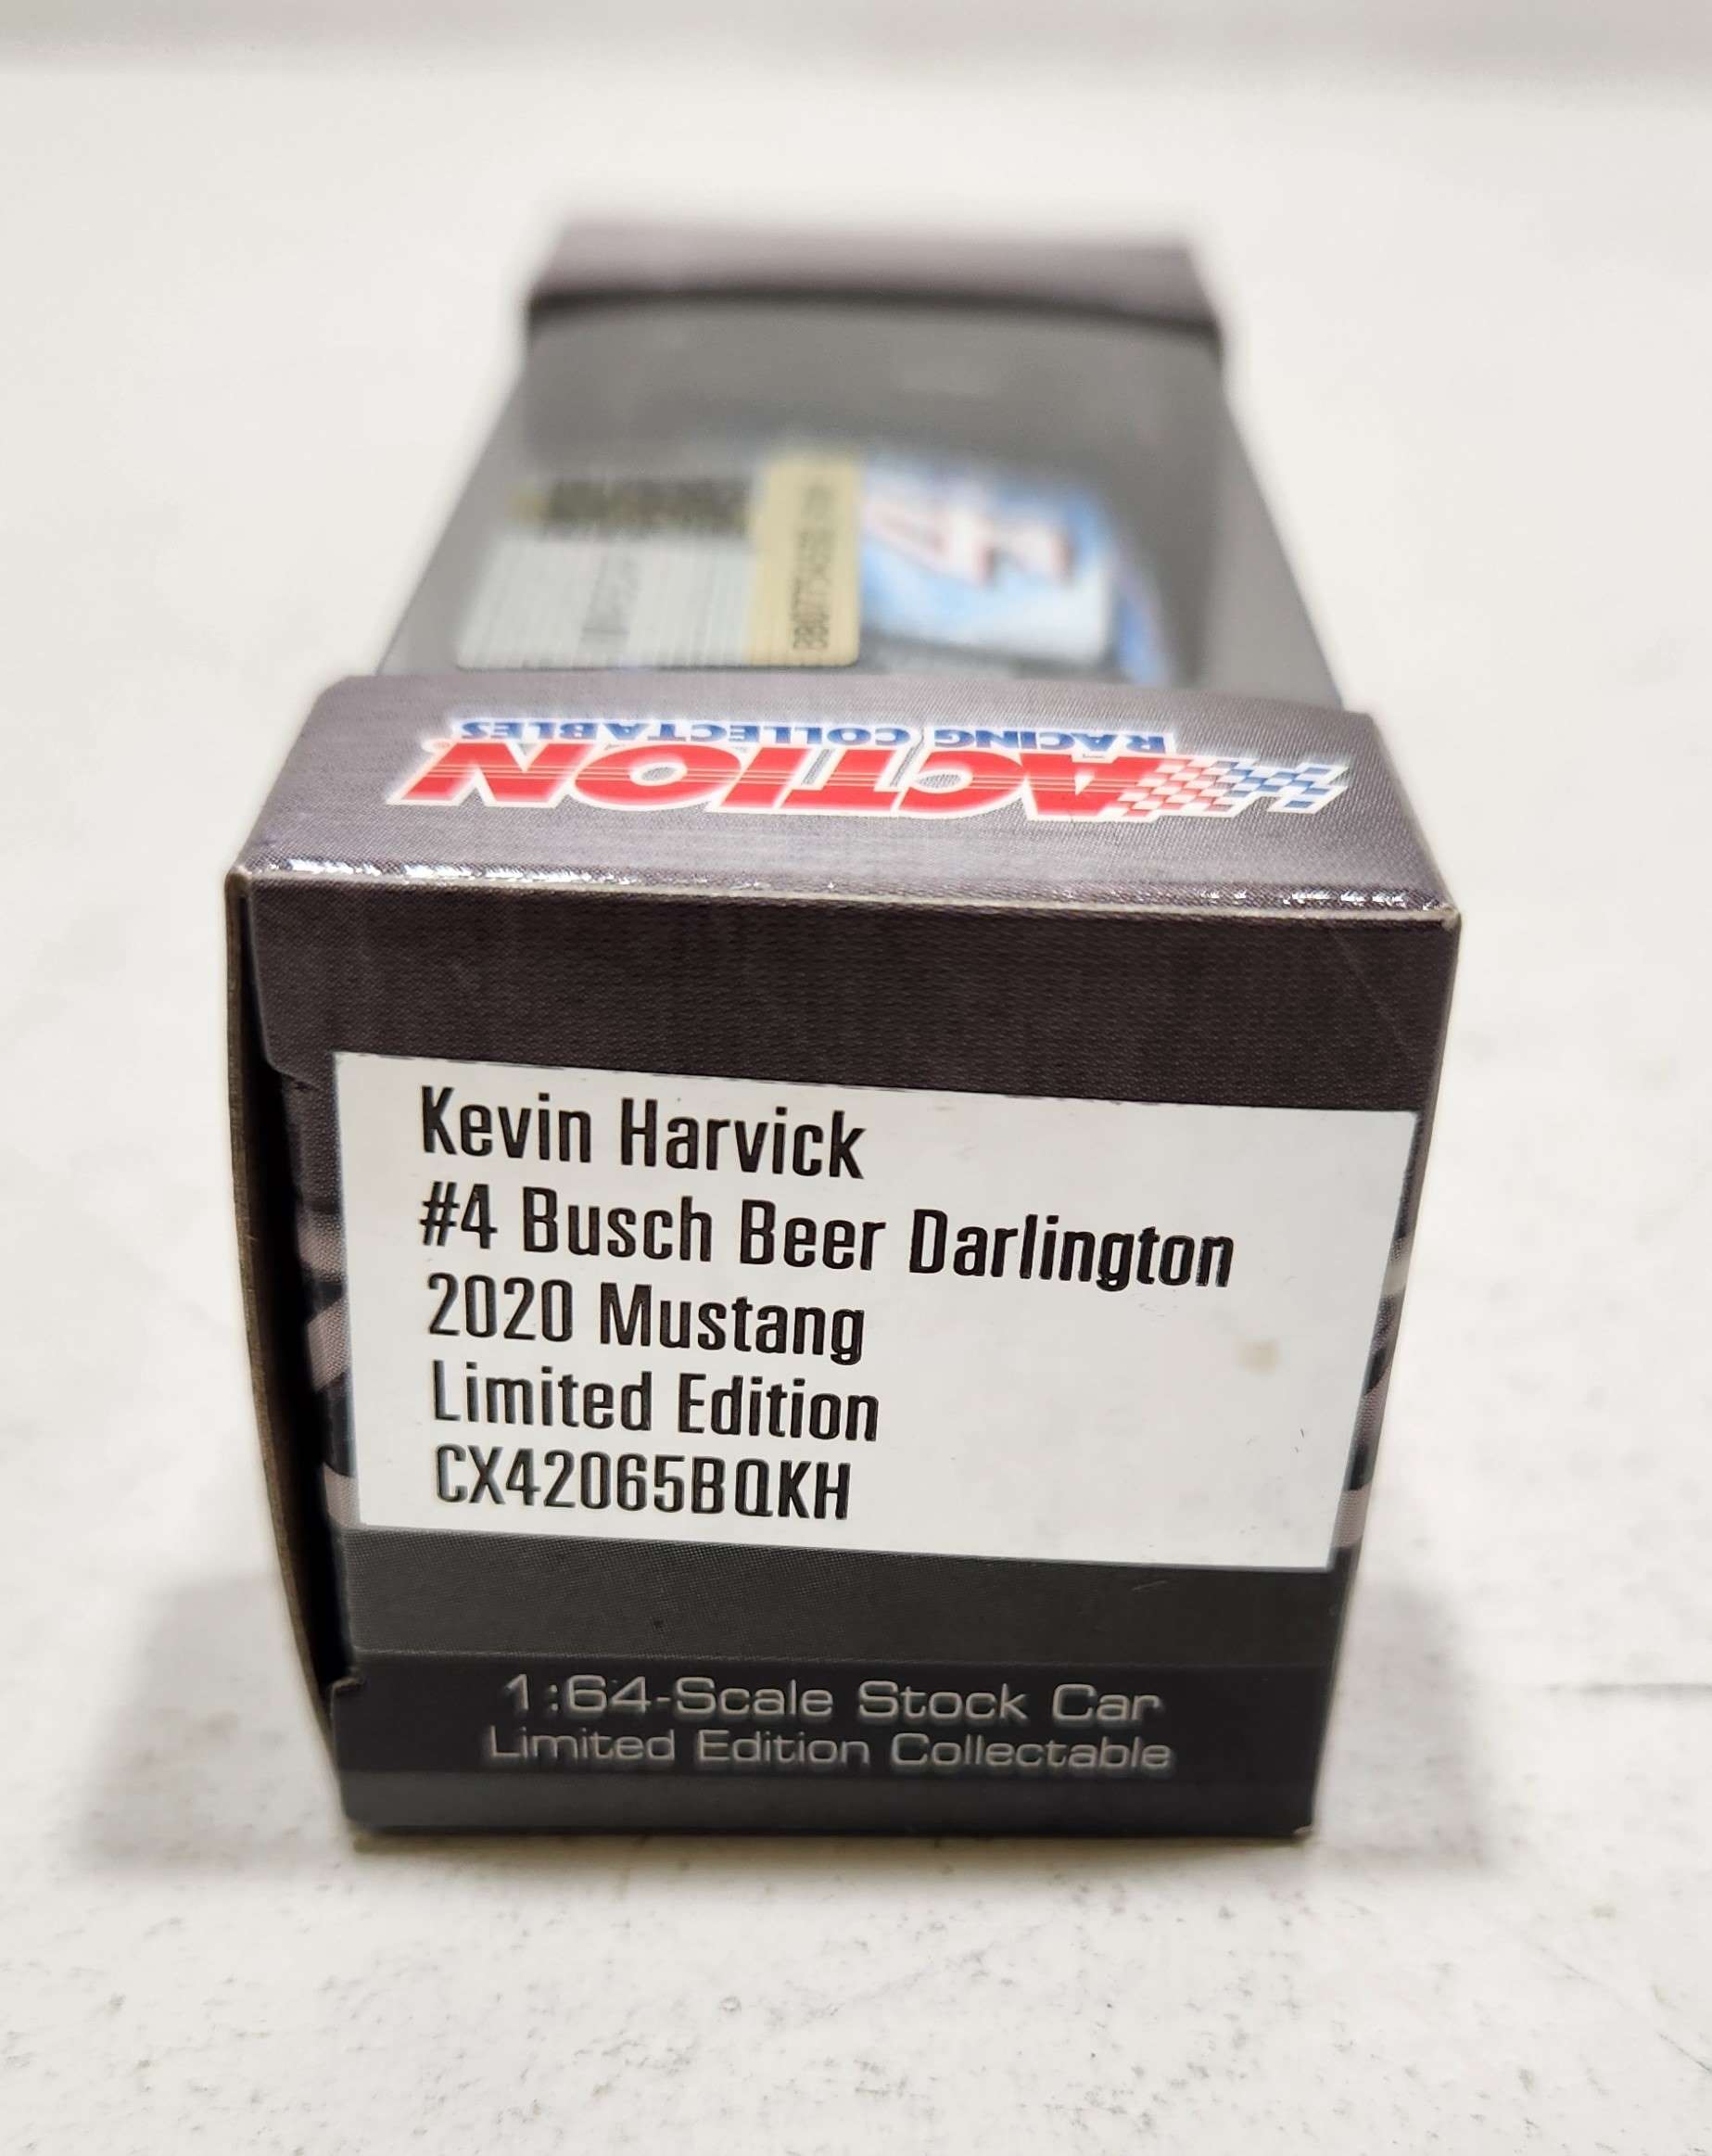 ACTION
RACING COLLECTABLES
Kevin Harvick
#4 Busch Beer Darlington
2020 Mustang
Limited Edition
CX42065BQKH
1:64-Scale Stock Car
Limited Edition Collectable